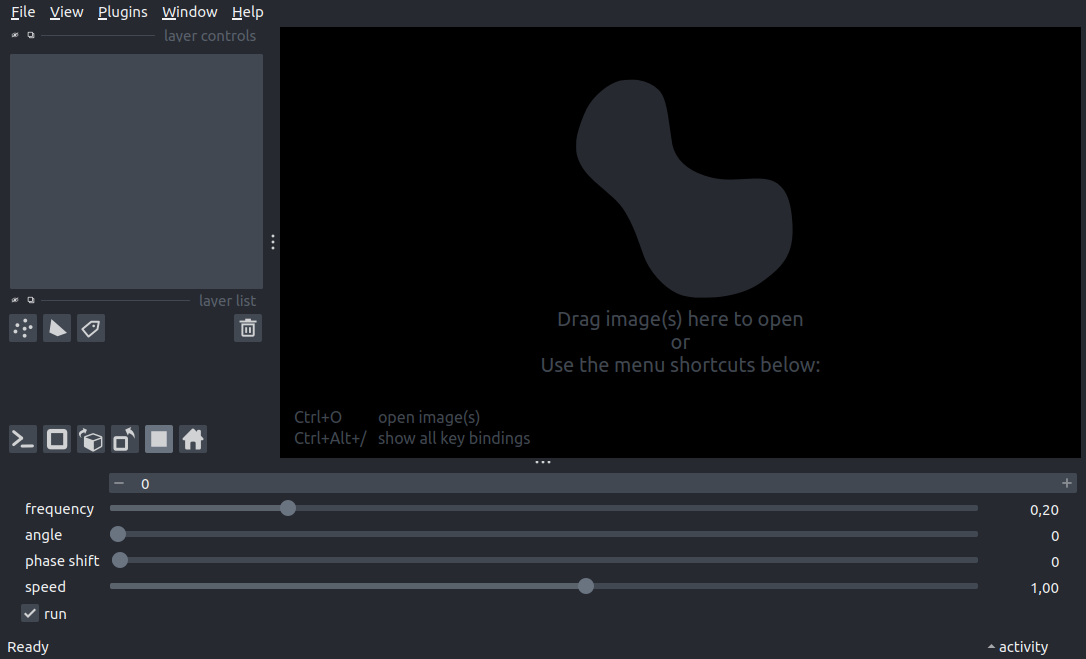 File View Plugins Window Help
layer controls
Drag image(s) here to open
or
Use the menu shortcuts below:
layer list
Ctrl+O open image(s)
Ctrl+Alt+/ show all key bindings
0
frequency 0,20
angle 0
phase shift 0
speed 1,00
run
Ready activity